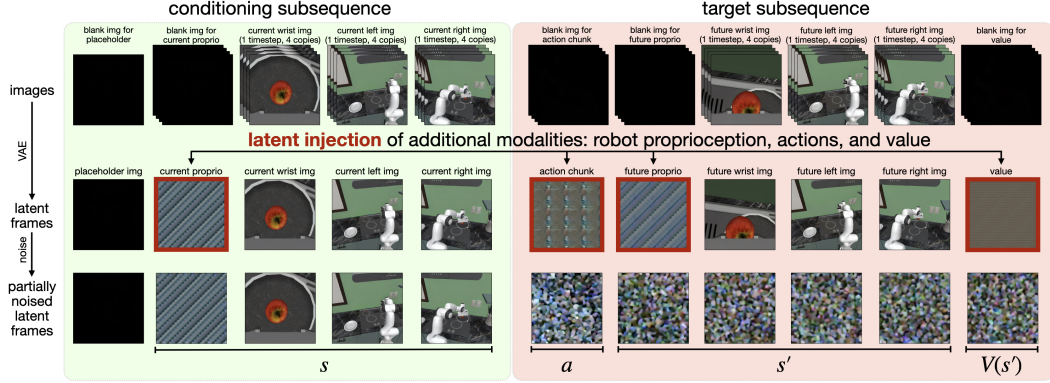 conditioning subsequence
target subsequence
blank img for
placeholder
blank img for
current proprio
current wrist img
(1 timestep, 4 copies)
current left img
(1 timestep, 4 copies)
current right img
(1 timestep, 4 copies)
blank img for
action chunk
blank img for
future proprio
future wrist img
(1 timestep, 4 copies)
future left img
(1 timestep, 4 copies)
future right img
(1 timestep, 4 copies)
blank img for
value
images
VAE
latent injection of additional modalities: robot proprioception, actions, and value
placeholder img
current proprio
current wrist img
current left img
current right img
action chunk
future proprio
future wrist img
future left img
future right img
value
latent
frames
noise
partially
noised
latent
frames
s
a
s′
V(s′)